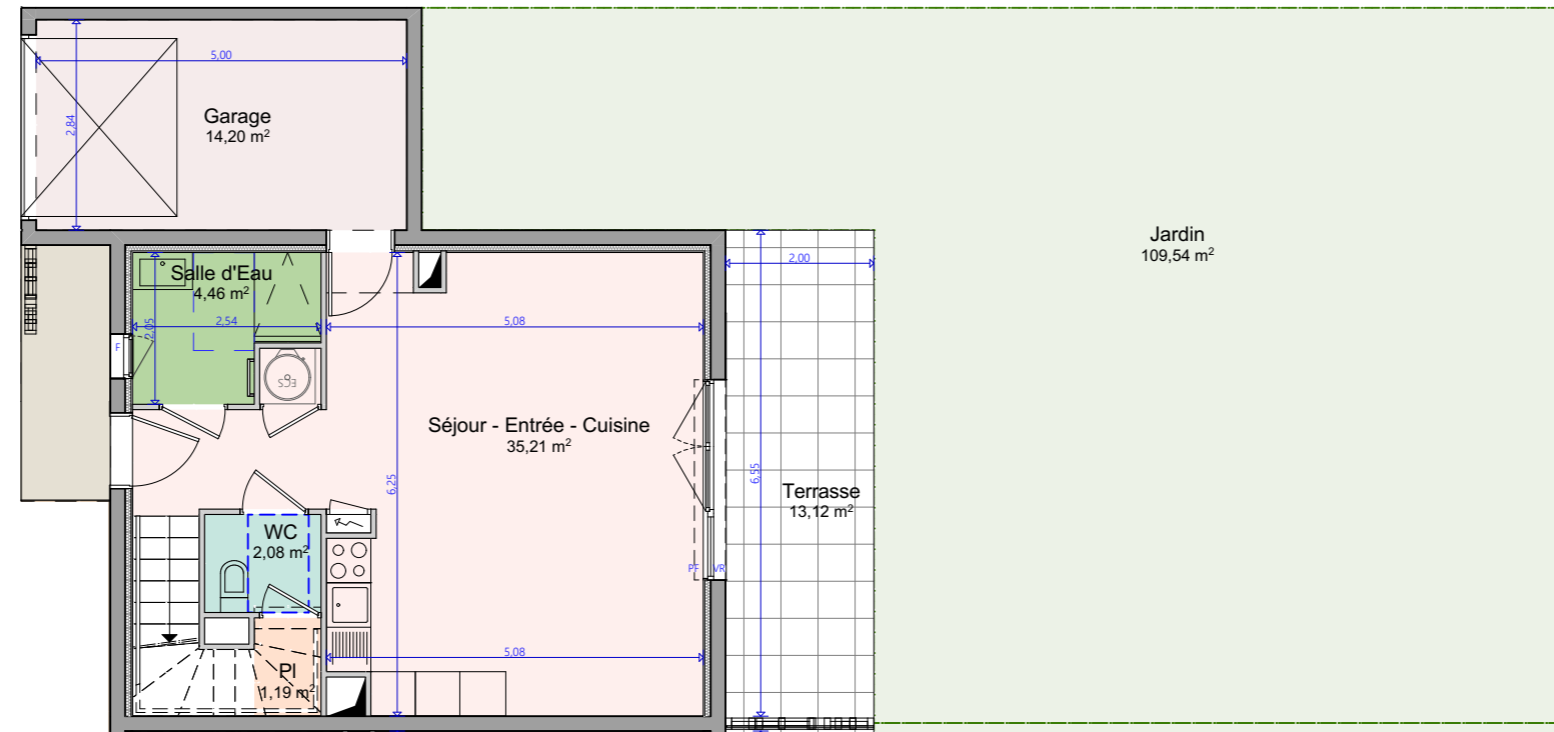 5,00
Garage
14,20 m²
2,84
Jardin
109,54 m²
Salle d'Eau
4,46 m²
2,00
2,54
5,08
2,05
F
ECS
Séjour - Entrée - Cuisine
35,21 m²
6,25
6,55
Terrasse
13,12 m²
WC
2,08 m²
PF VR
5,08
Pl
1,19 m²